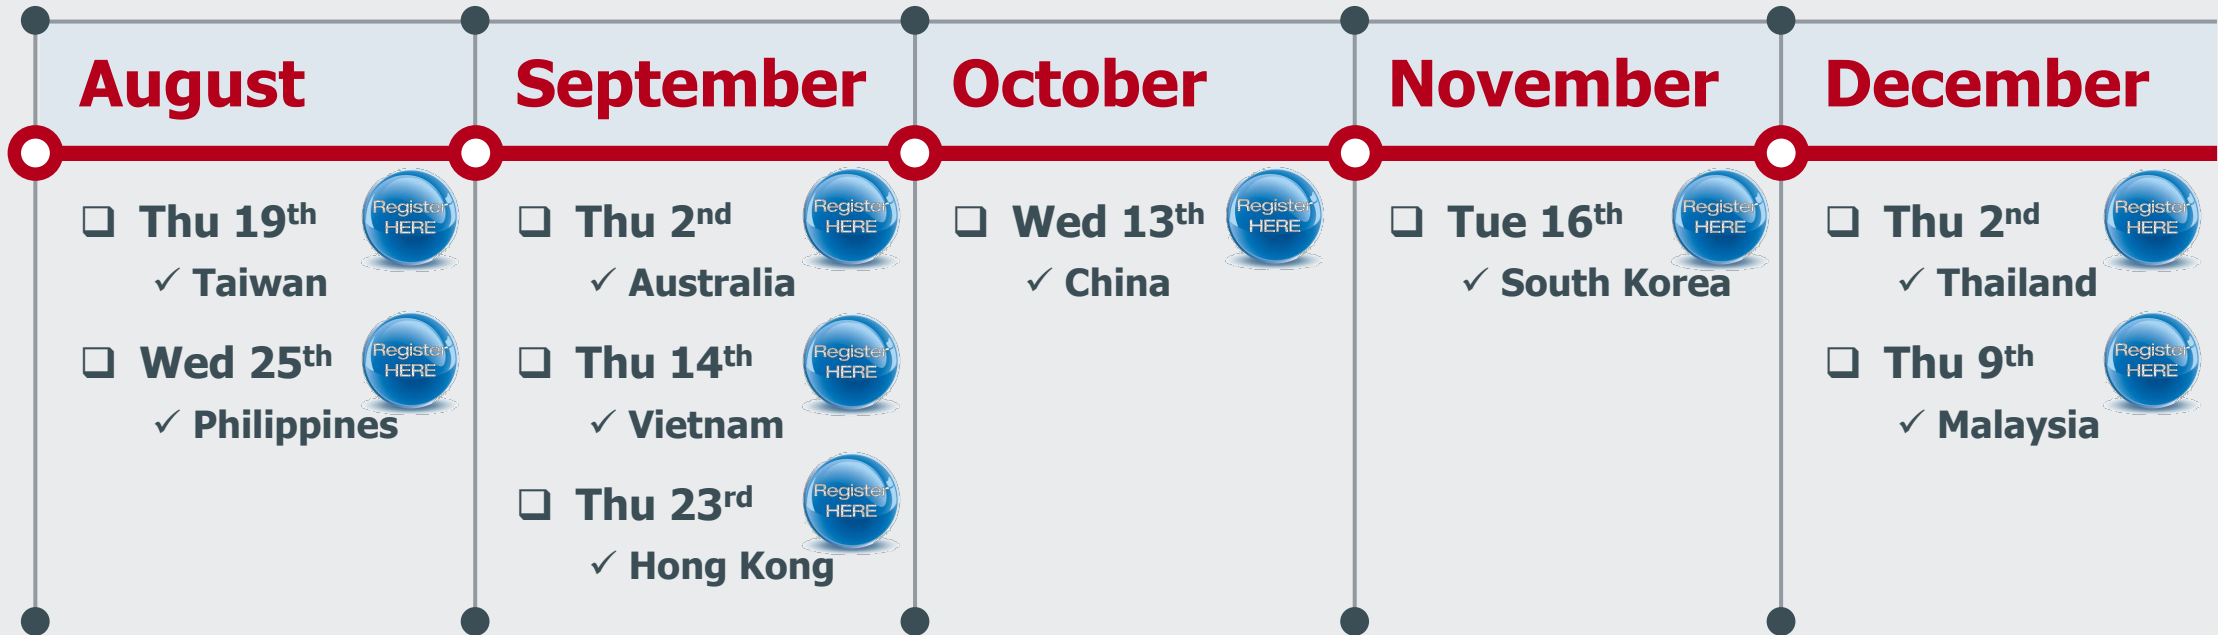 August
Thu 19th
Register
HERE
✓ Taiwan
Wed 25th
Register
HERE
✓ Philippines
September
Thu 2nd
Register
HERE
✓ Australia
Thu 14th
Register
HERE
✓ Vietnam
Thu 23rd
Register
HERE
✓ Hong Kong
October
Wed 13th
Register
HERE
✓ China
November
Tue 16th
Register
HERE
✓ South Korea
December
Thu 2nd
Register
HERE
✓ Thailand
Thu 9th
Register
HERE
✓ Malaysia